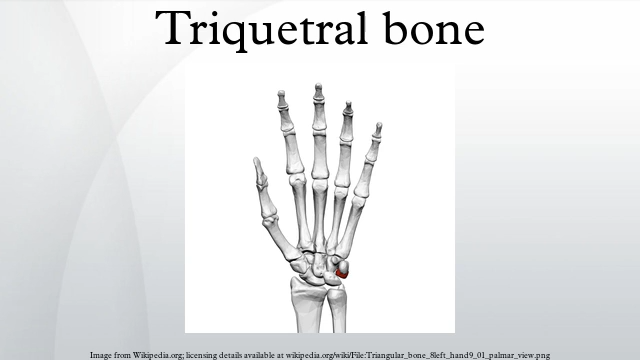 Triquetral bone
Image from Wikipedia.org; licensing details available at wikipedia.org/wiki/File:Triangular_bone_8left_hand9_01_palmar_view.png